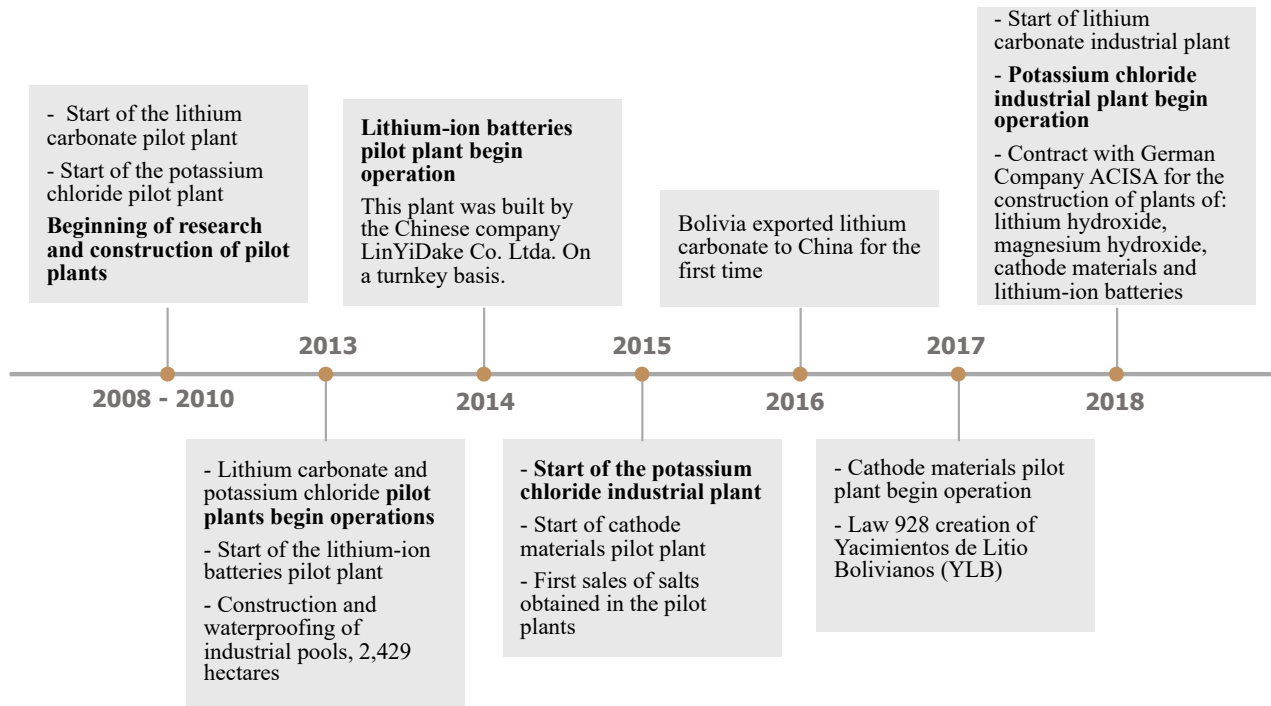 - Start of the lithium
carbonate pilot plant
- Start of the potassium
chloride pilot plant
Beginning of research
and construction of pilot
plants
Lithium-ion batteries
pilot plant begin
operation
This plant was built by
the Chinese company
LinYiDake Co. Ltda. On
a turnkey basis.
Bolivia exported lithium
carbonate to China for the
first time
- Start of lithium
carbonate industrial plant
- Potassium chloride
industrial plant begin
operation
- Contract with German
Company ACISA for the
construction of plants of:
lithium hydroxide,
magnesium hydroxide,
cathode materials and
lithium-ion batteries
2013
2015
2017
2008 - 2010
2014
2016
2018
- Lithium carbonate and
potassium chloride pilot
plants begin operations
- Start of the lithium-ion
batteries pilot plant
- Construction and
waterproofing of
industrial pools, 2,429
hectares
- Start of the potassium
chloride industrial plant
- Start of cathode
materials pilot plant
- First sales of salts
obtained in the pilot
plants
- Cathode materials pilot
plant begin operation
- Law 928 creation of
Yacimientos de Litio
Bolivianos (YLB)